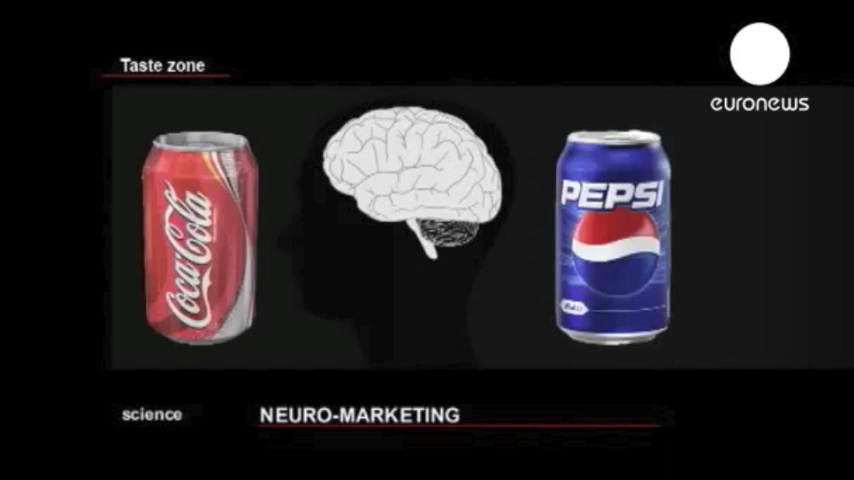 Taste zone
euronews
Coca-Cola
PEPSI
science
NEURO-MARKETING